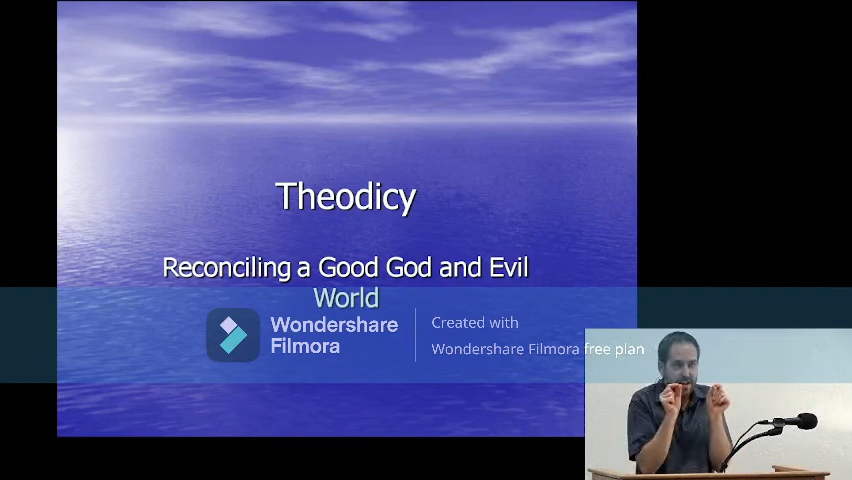 Theodicy
Reconciling a Good God and Evil
World
Wondershare
Filmora
Created with
Wondershare Filmora free plan